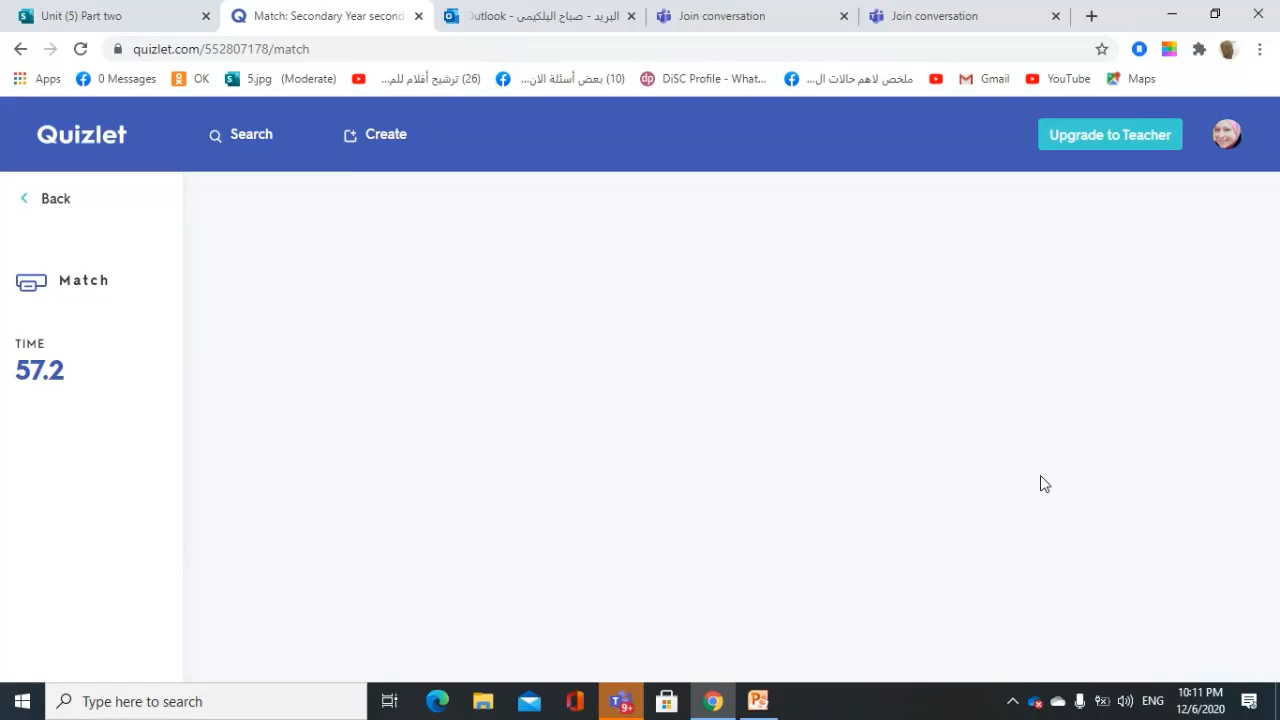 Unit (5) Part two
Match: Secondary Year second
Outlook - البريد - صباح البلكيمي
Join conversation
Join conversation
quizlet.com/552807178/match
Apps
0 Messages
OK
5.jpg (Moderate)
(26) ترشيح أفلام للم...
(10) بعض أسئلة الان...
DiSC Profile - What...
ملخص لاهم حالات ال...
Gmail
YouTube
Maps
Quizlet
Search
Create
Upgrade to Teacher
Back
Match
TIME
57.2
Type here to search
9+
ENG
10:11 PM
12/6/2020